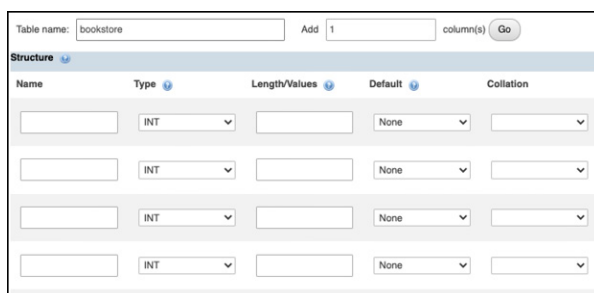 Table name: bookstore Add 1 column(s) Go
Structure
Name Type Length/Values Default Collation
INT None
INT None
INT None
INT None